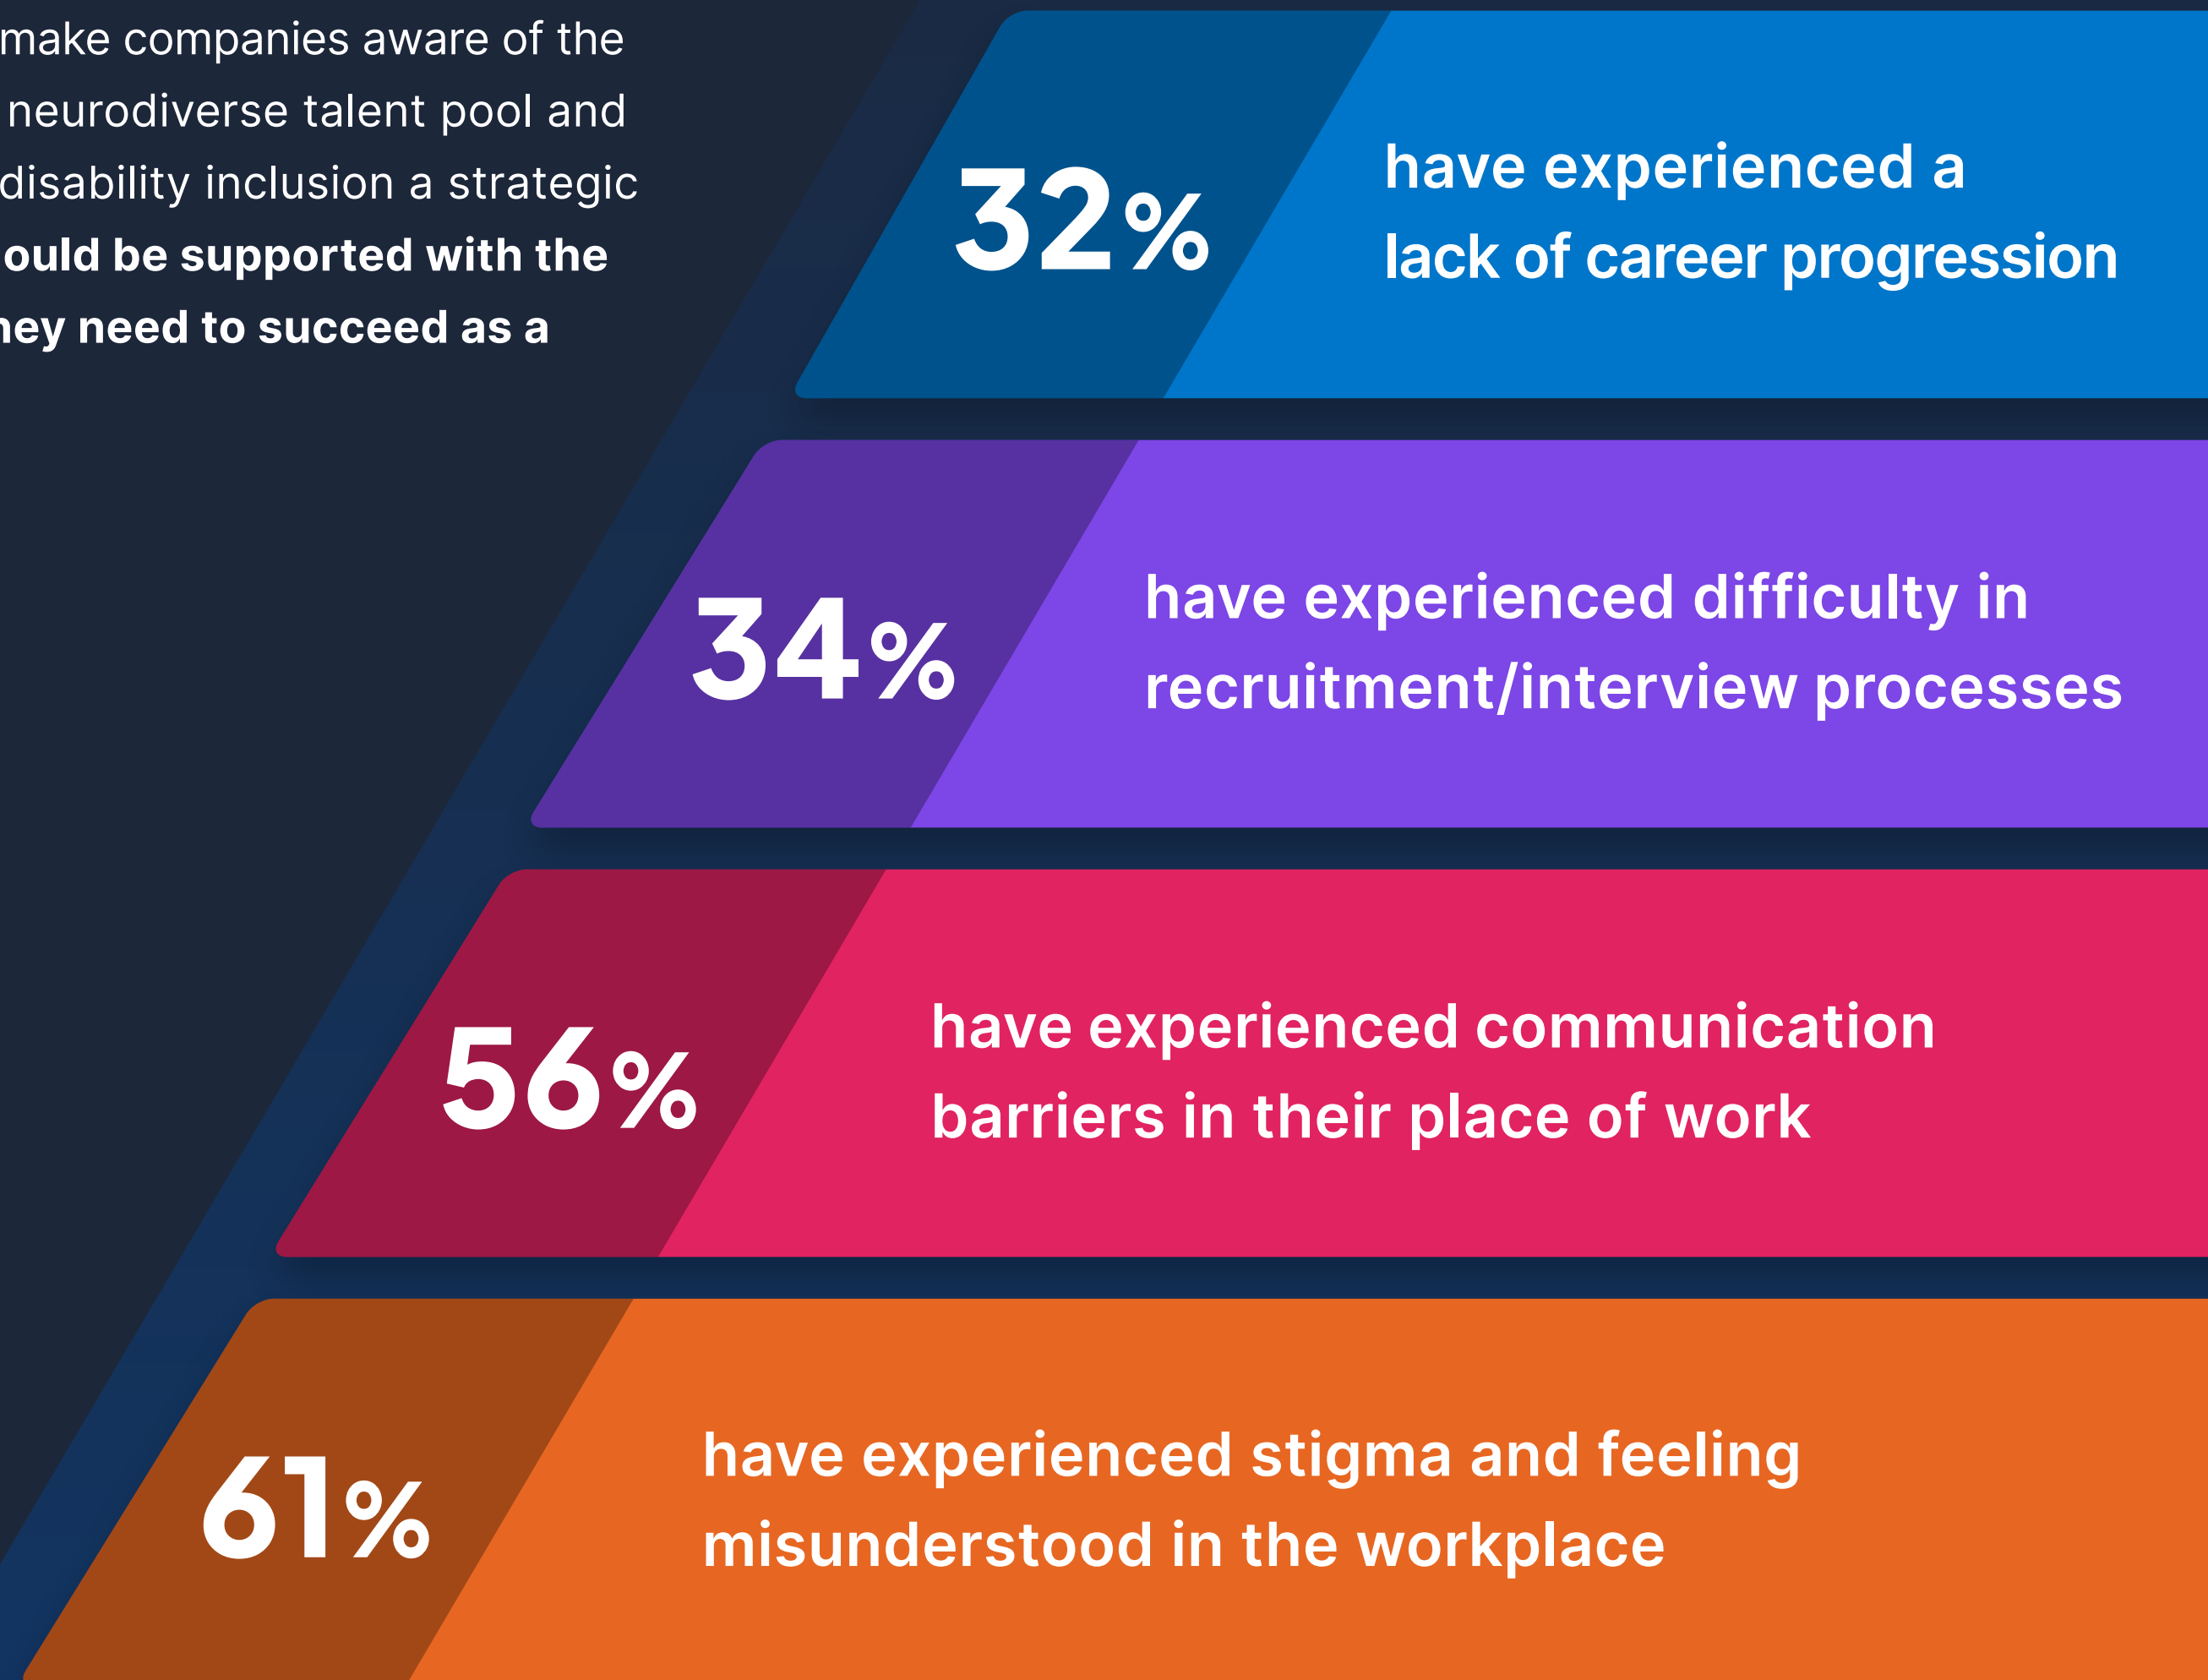 make companies aware of the
neurodiverse talent pool and
disability inclusion a strategic
ould be supported with the
hey need to succeed as a
32% have experienced a
lack of career progression
34% have experienced difficulty in
recruitment/interview processes
56% have experienced communication
barriers in their place of work
61% have experienced stigma and feeling
misunderstood in the workplace